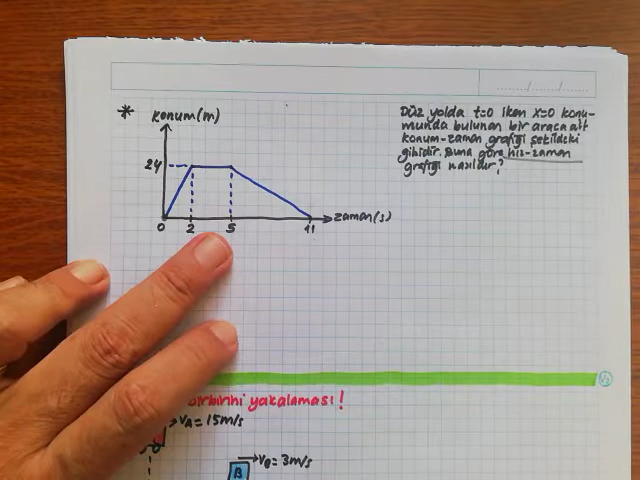 * Konum(m)
24
0 2 5 11 zaman(s)
Düz yolda t=0 iken x=0 konu-
munda bulunan bir araca ait
konum-zaman grafiği şekildeki
gibidir. Buna göre hız-zaman
grafiği nasıldır?
birbirini yakalaması!
VA = 15m/s
VB = 3m/s
B